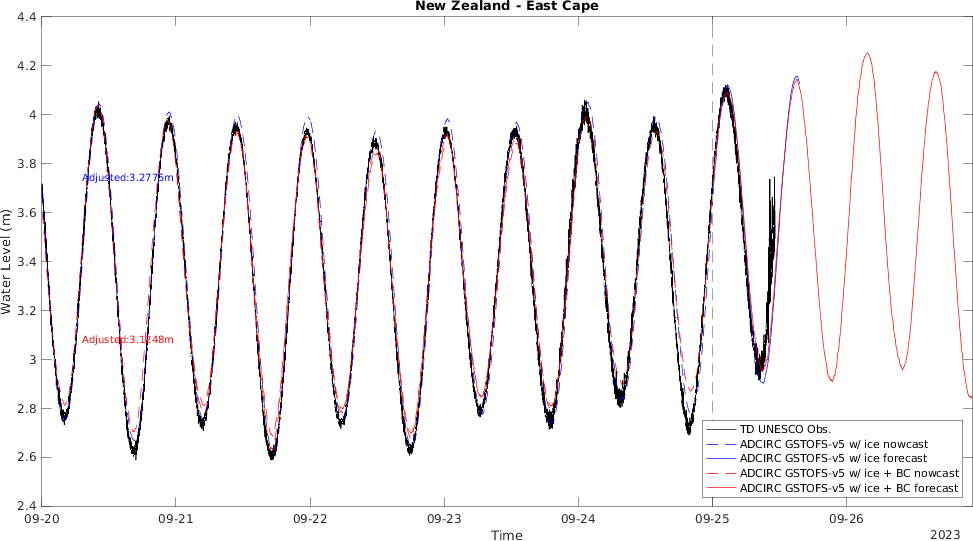 New Zealand - East Cape
4.4
4.2
4
3.8
3.6
3.4
3.2
3
2.8
2.6
2.4
Water Level (m)
Adjusted:3.2775m
Adjusted:3.1248m
TD UNESCO Obs.
ADCIRC GSTOFS-v5 w/ ice nowcast
ADCIRC GSTOFS-v5 w/ ice forecast
ADCIRC GSTOFS-v5 w/ ice + BC nowcast
ADCIRC GSTOFS-v5 w/ ice + BC forecast
09-20 09-21 09-22 09-23 09-24 09-25 09-26
Time
2023